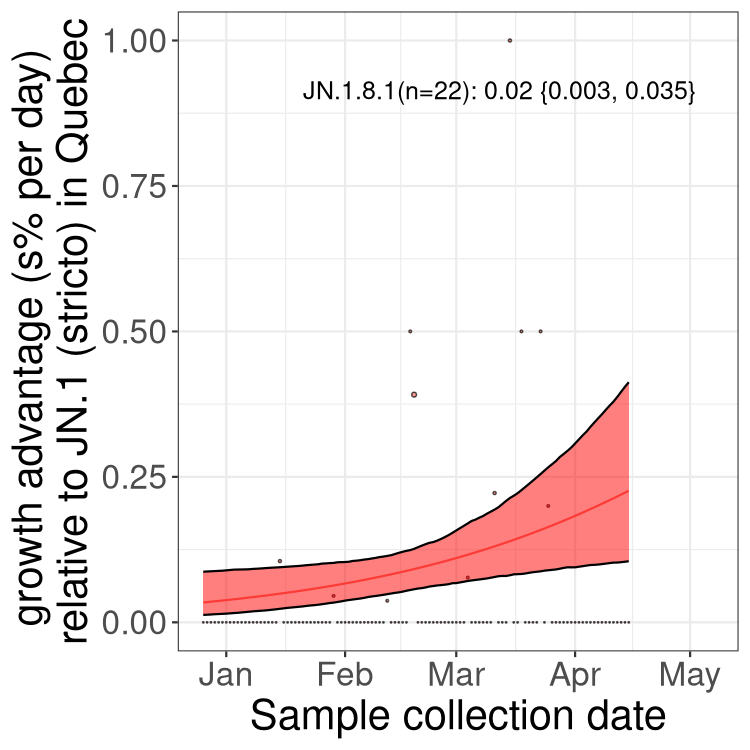 growth advantage (s% per day)
relative to JN.1 (stricto) in Quebec
1.00
0.75
0.50
0.25
0.00
JN.1.8.1(n=22): 0.02 {0.003, 0.035}
Jan Feb Mar Apr May
Sample collection date